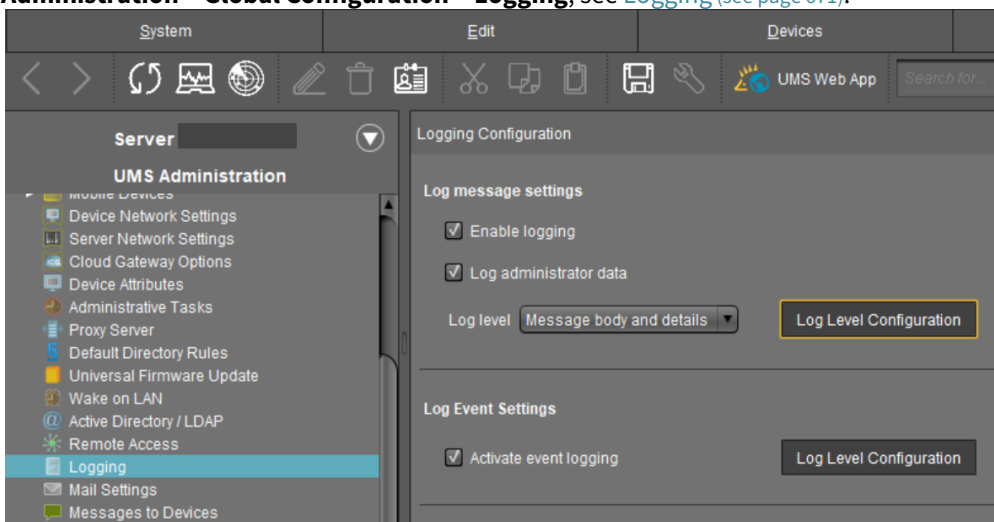 Administration > Global Configuration > Logging, see Logging (see page 671).
System Edit Devices
UMS Web App Search for...
Server
UMS Administration
Mobile Devices
Device Network Settings
Server Network Settings
Cloud Gateway Options
Device Attributes
Administrative Tasks
Proxy Server
Default Directory Rules
Universal Firmware Update
Wake on LAN
Active Directory / LDAP
Remote Access
Logging
Mail Settings
Messages to Devices
Logging Configuration
Log message settings
Enable logging
Log administrator data
Log level Message body and details Log Level Configuration
Log Event Settings
Activate event logging Log Level Configuration